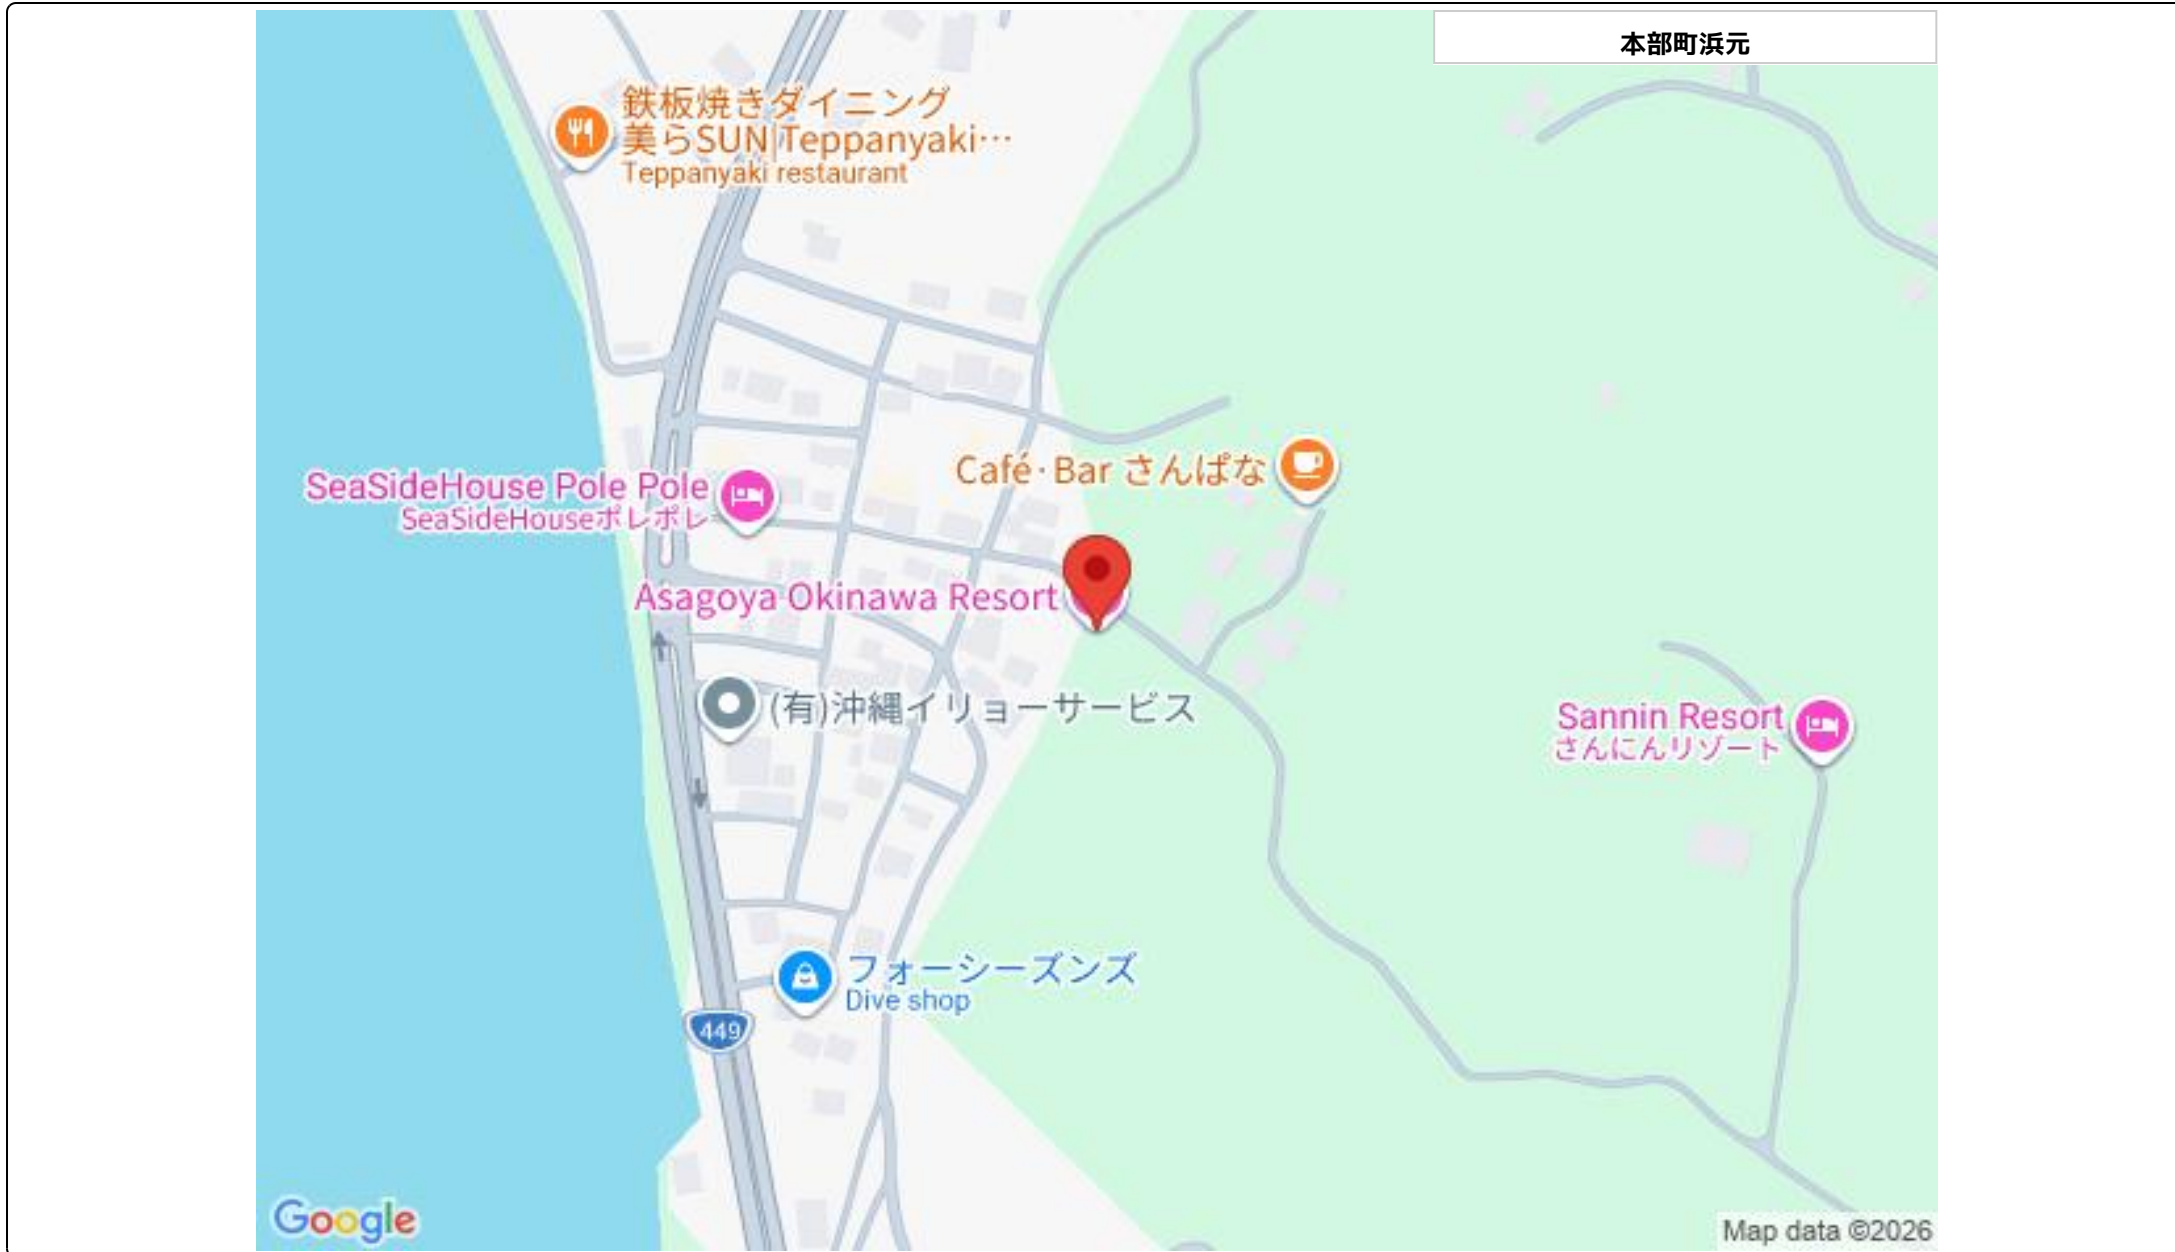 本部町浜元
鉄板焼きダイニング
美らSUN|Teppanyaki…
Teppanyaki restaurant
Café·Bar さんぱな
SeaSideHouse Pole Pole
SeaSideHouseポレポレ
Asagoya Okinawa Resort
(有)沖縄イリョーサービス
Sannin Resort
さんにんリゾート
フォーシーズンズ
Dive shop
449
Google
Map data ©2026